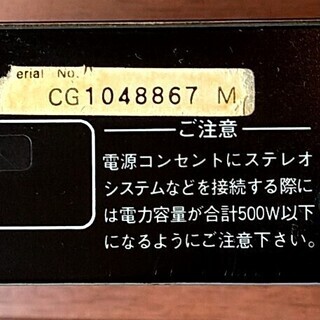 erial No.
CG1048867 M
ご注意
電源コンセントにステレオ
システムなどを接続する際に
は電力容量が合計500W以下
になるようにご注意下さい。